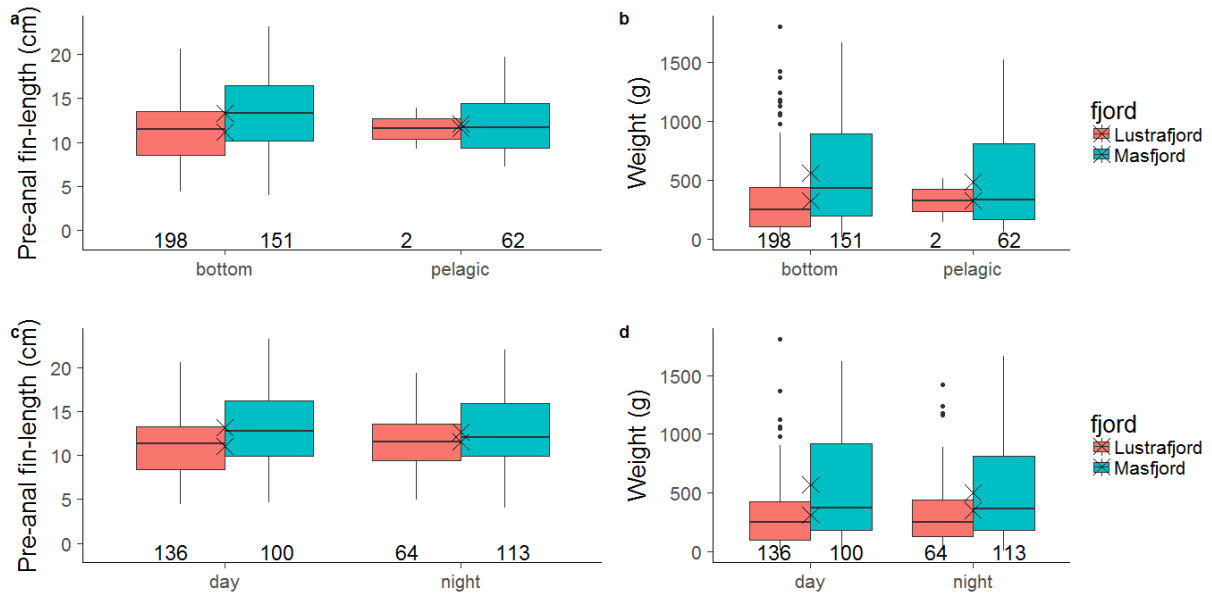 a
Pre-anal fin-length (cm)
20
15
10
5
0
198 151 2 62
bottom pelagic
b
Weight (g)
1500
1000
500
0
198 151 2 62
bottom pelagic
fjord
Lustrafjord
Masfjord
c
Pre-anal fin-length (cm)
20
15
10
5
0
136 100 64 113
day night
d
Weight (g)
1500
1000
500
0
136 100 64 113
day night
fjord
Lustrafjord
Masfjord